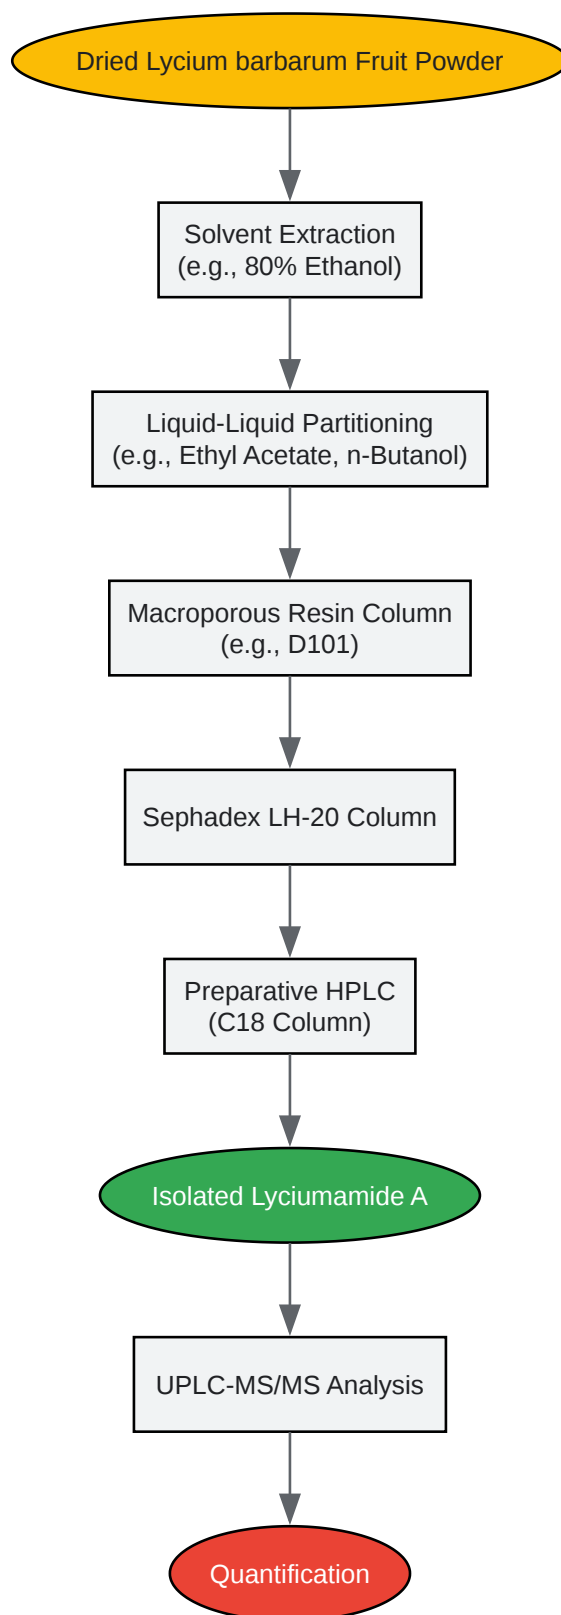 Dried Lycium barbarum Fruit Powder
Solvent Extraction
(e.g., 80% Ethanol)
Liquid-Liquid Partitioning
(e.g., Ethyl Acetate, n-Butanol)
Macroporous Resin Column
(e.g., D101)
Sephadex LH-20 Column
Preparative HPLC
(C18 Column)
Isolated Lyciumamide A
UPLC-MS/MS Analysis
Quantification